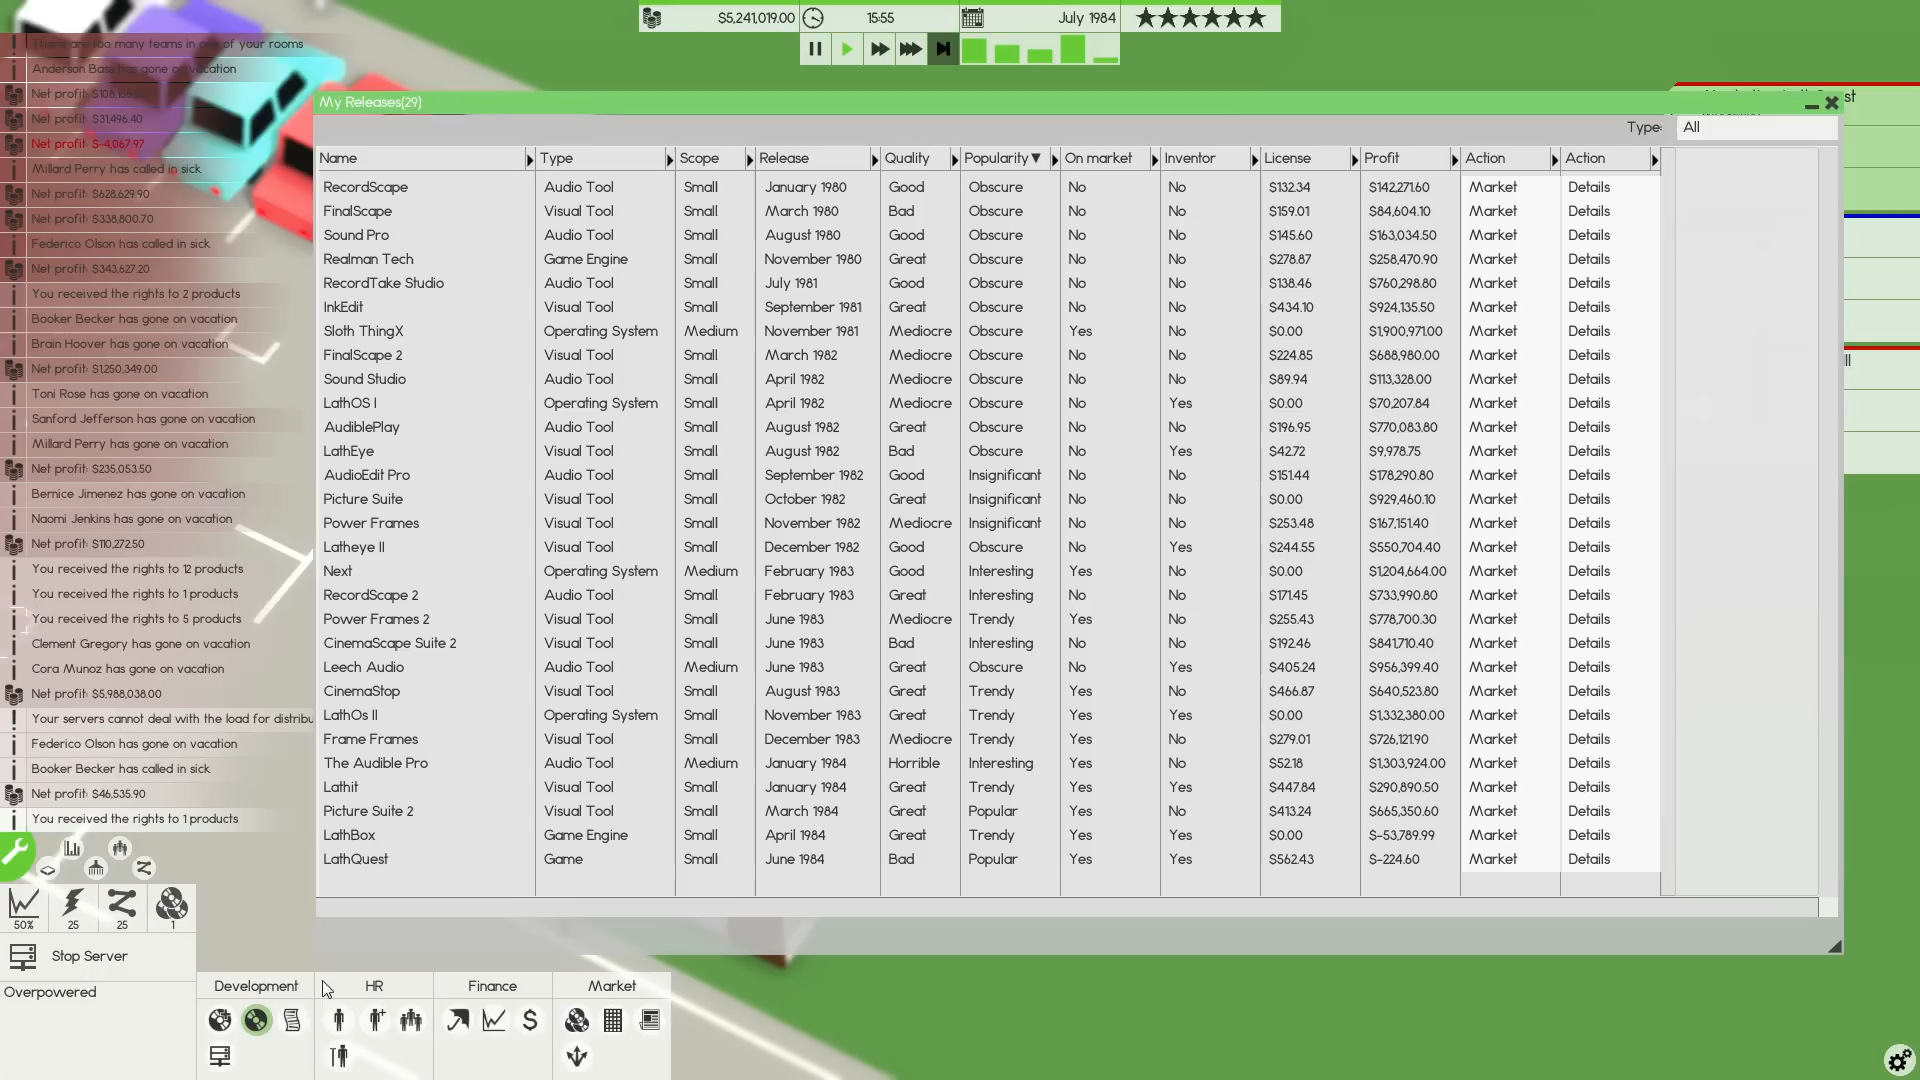 $5,241,019.00 15:55 July 1984
There are too many teams in one of your rooms
Anderson Bass has gone on vacation
Net profit:
Net profit: $31,496.40
Net profit: $-4,067.97
Millard Perry has called in sick
Net profit: $628,629.90
Net profit: $338,800.70
Federico Olson has called in sick
Net profit: $343,627.20
You received the rights to 2 products
Booker Becker has gone on vacation
Brain Hoover has gone on vacation
Net profit: $1,250,349.00
Toni Rose has gone on vacation
Sanford Jefferson has gone on vacation
Millard Perry has gone on vacation
Net profit: $235,053.50
Bernice Jimenez has gone on vacation
Naomi Jenkins has gone on vacation
Net profit: $110,272.50
You received the rights to 12 products
You received the rights to 1 products
You received the rights to 5 products
Clement Gregory has gone on vacation
Cora Munoz has gone on vacation
Net profit: $5,988,038.00
Your servers cannot deal with the load for distribu
Federico Olson has gone on vacation
Booker Becker has called in sick
Net profit: $46,535.90
You received the rights to 1 products
My Releases(29)
Type: All
Name Type Scope Release Quality Popularity▼ On market Inventor License Profit Action Action
RecordScape Audio Tool Small January 1980 Good Obscure No No $132.34 $142,271.60 Market Details
FinalScape Visual Tool Small March 1980 Bad Obscure No No $159.01 $84,604.10 Market Details
Sound Pro Audio Tool Small August 1980 Good Obscure No No $145.60 $163,034.50 Market Details
Realman Tech Game Engine Small November 1980 Great Obscure No No $278.87 $258,470.90 Market Details
RecordTake Studio Audio Tool Small July 1981 Good Obscure No No $138.46 $760,298.80 Market Details
InkEdit Visual Tool Small September 1981 Great Obscure No No $434.10 $924,135.50 Market Details
Sloth ThingX Operating System Medium November 1981 Mediocre Obscure Yes No $0.00 $1,900,971.00 Market Details
FinalScape 2 Visual Tool Small March 1982 Mediocre Obscure No No $224.85 $688,980.00 Market Details
Sound Studio Audio Tool Small April 1982 Mediocre Obscure No No $89.94 $113,328.00 Market Details
LathOS I Operating System Small April 1982 Mediocre Obscure No Yes $0.00 $70,207.84 Market Details
AudiblePlay Audio Tool Small August 1982 Great Obscure No No $196.95 $770,083.80 Market Details
LathEye Visual Tool Small August 1982 Bad Obscure No Yes $42.72 $9,978.75 Market Details
AudioEdit Pro Audio Tool Small September 1982 Good Insignificant No No $151.44 $178,290.80 Market Details
Picture Suite Visual Tool Small October 1982 Great Insignificant No No $0.00 $929,460.10 Market Details
Power Frames Visual Tool Small November 1982 Mediocre Insignificant No No $253.48 $167,151.40 Market Details
Latheye II Visual Tool Small December 1982 Good Obscure No Yes $244.55 $550,704.40 Market Details
Next Operating System Medium February 1983 Good Interesting Yes No $0.00 $1,204,664.00 Market Details
RecordScape 2 Audio Tool Small February 1983 Great Interesting No No $171.45 $733,990.80 Market Details
Power Frames 2 Visual Tool Small June 1983 Mediocre Trendy Yes No $255.43 $778,700.30 Market Details
CinemaScape Suite 2 Visual Tool Small June 1983 Bad Interesting No No $192.46 $841,710.40 Market Details
Leech Audio Audio Tool Medium June 1983 Great Obscure No Yes $405.24 $956,399.40 Market Details
CinemaStop Visual Tool Small August 1983 Great Trendy Yes No $466.87 $640,523.80 Market Details
LathOs II Operating System Small November 1983 Great Trendy Yes Yes $0.00 $1,332,380.00 Market Details
Frame Frames Visual Tool Small December 1983 Mediocre Trendy Yes No $279.01 $726,121.90 Market Details
The Audible Pro Audio Tool Medium January 1984 Horrible Interesting Yes No $52.18 $1,303,924.00 Market Details
Lathit Visual Tool Small January 1984 Great Trendy Yes Yes $447.84 $290,890.50 Market Details
Picture Suite 2 Visual Tool Small March 1984 Great Popular Yes No $413.24 $665,350.60 Market Details
LathBox Game Engine Small April 1984 Great Trendy Yes Yes $0.00 $-53,789.99 Market Details
LathQuest Game Small June 1984 Bad Popular Yes Yes $562.43 $-224.60 Market Details
50% 25 25 1
Stop Server
Overpowered
Development HR Finance Market